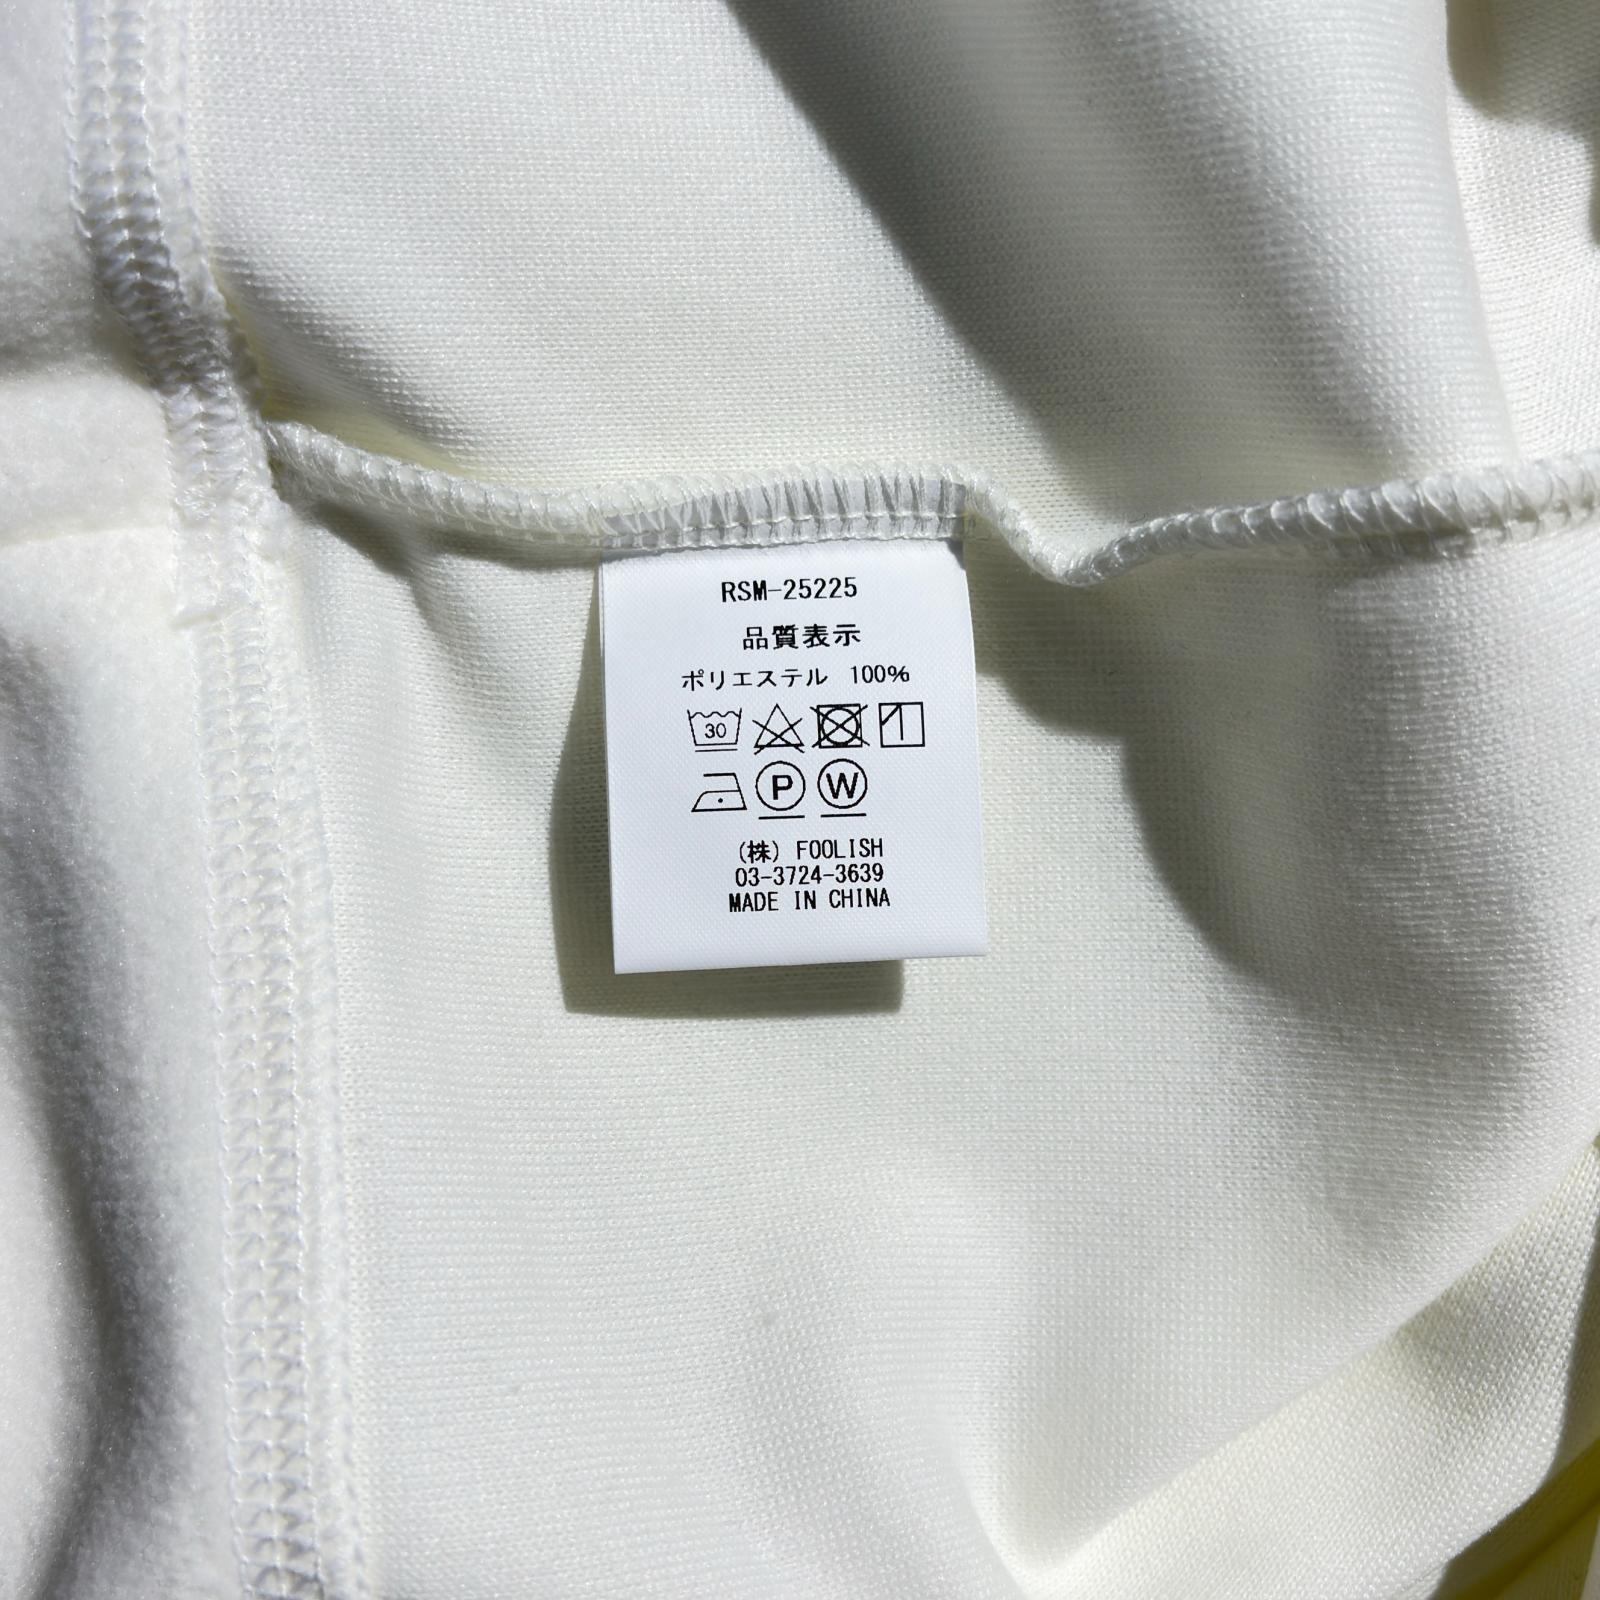 RSM-25225
品質表示
ポリエステル 100%
30
P W
(株) FOOLISH
03-3724-3639
MADE IN CHINA